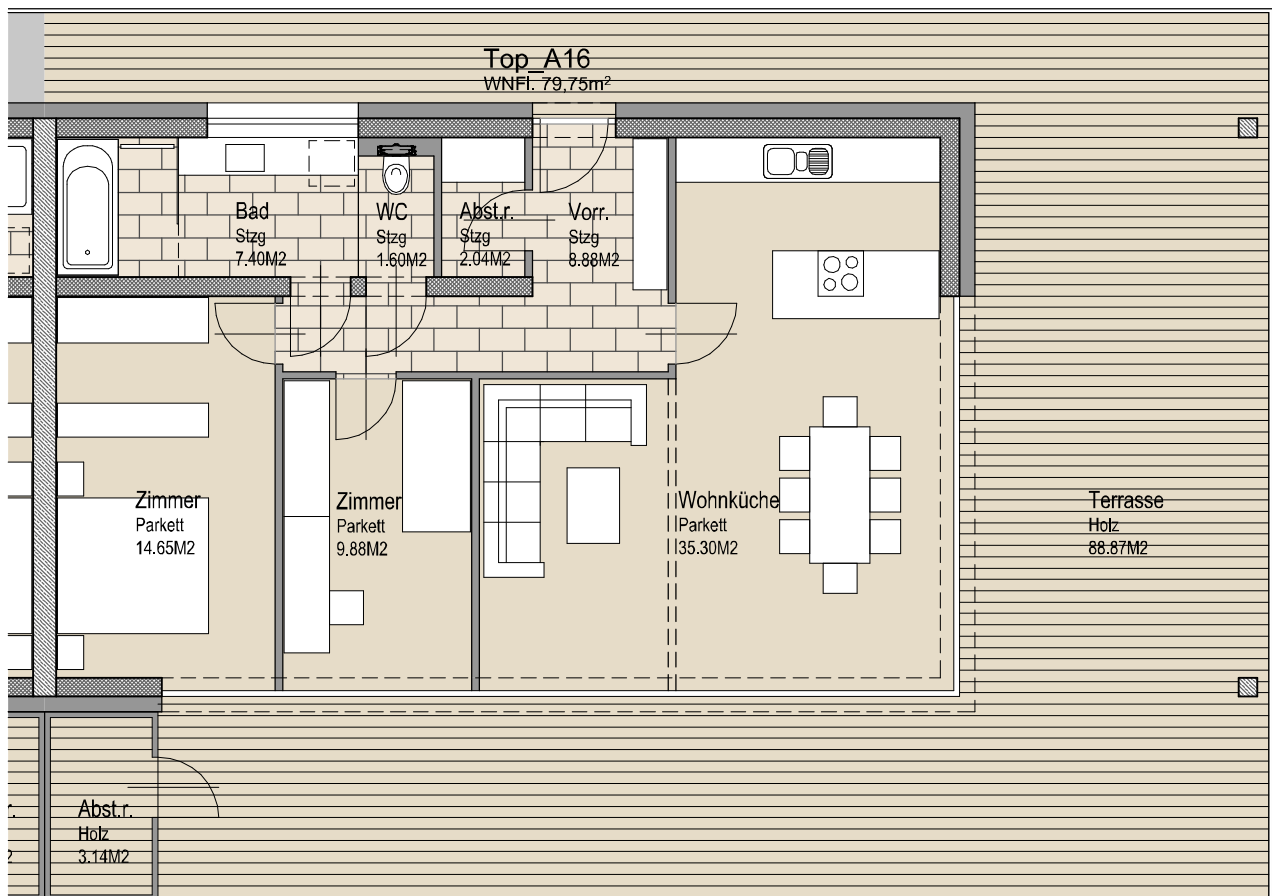 Top_A16
WNFl. 79,75m²
Bad
Stzg
7.40M2
WC
Stzg
1.60M2
Abst.r.
Stzg
2.04M2
Vorr.
Stzg
8.88M2
Zimmer
Parkett
14.65M2
Zimmer
Parkett
9.88M2
Wohnküche
Parkett
35.30M2
Terrasse
Holz
88.87M2
r.
2
Abst.r.
Holz
3.14M2